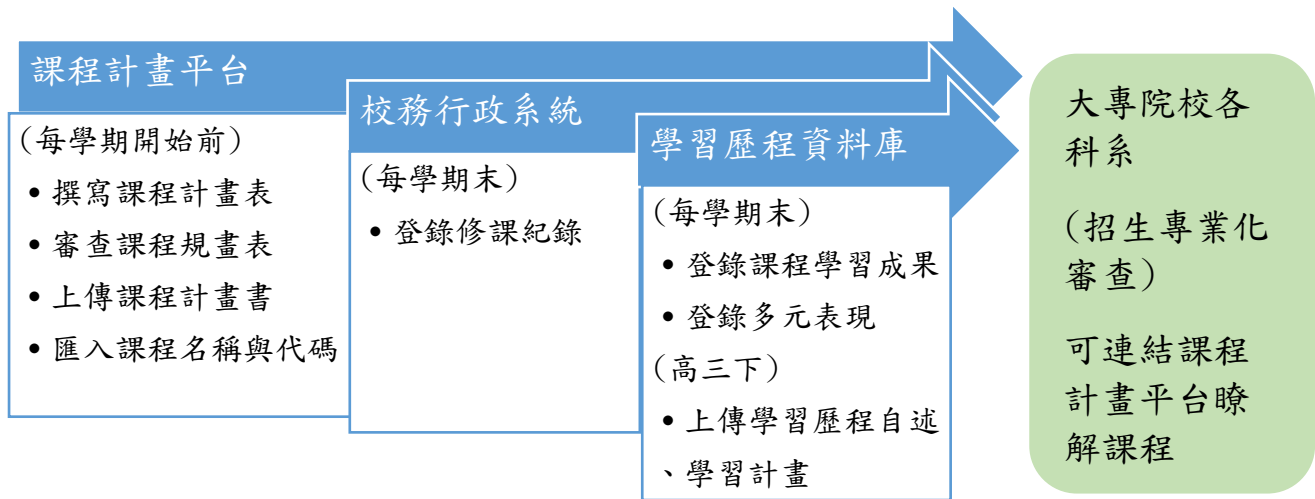 課程計畫平台
(每學期開始前)
• 撰寫課程計畫表
• 審查課程規畫表
• 上傳課程計畫書
• 匯入課程名稱與代碼
校務行政系統
(每學期末)
• 登錄修課紀錄
學習歷程資料庫
(每學期末)
• 登錄課程學習成果
• 登錄多元表現
(高三下)
• 上傳學習歷程自述
、學習計畫
大專院校各
科系
(招生專業化
審查)
可連結課程
計畫平台瞭
解課程